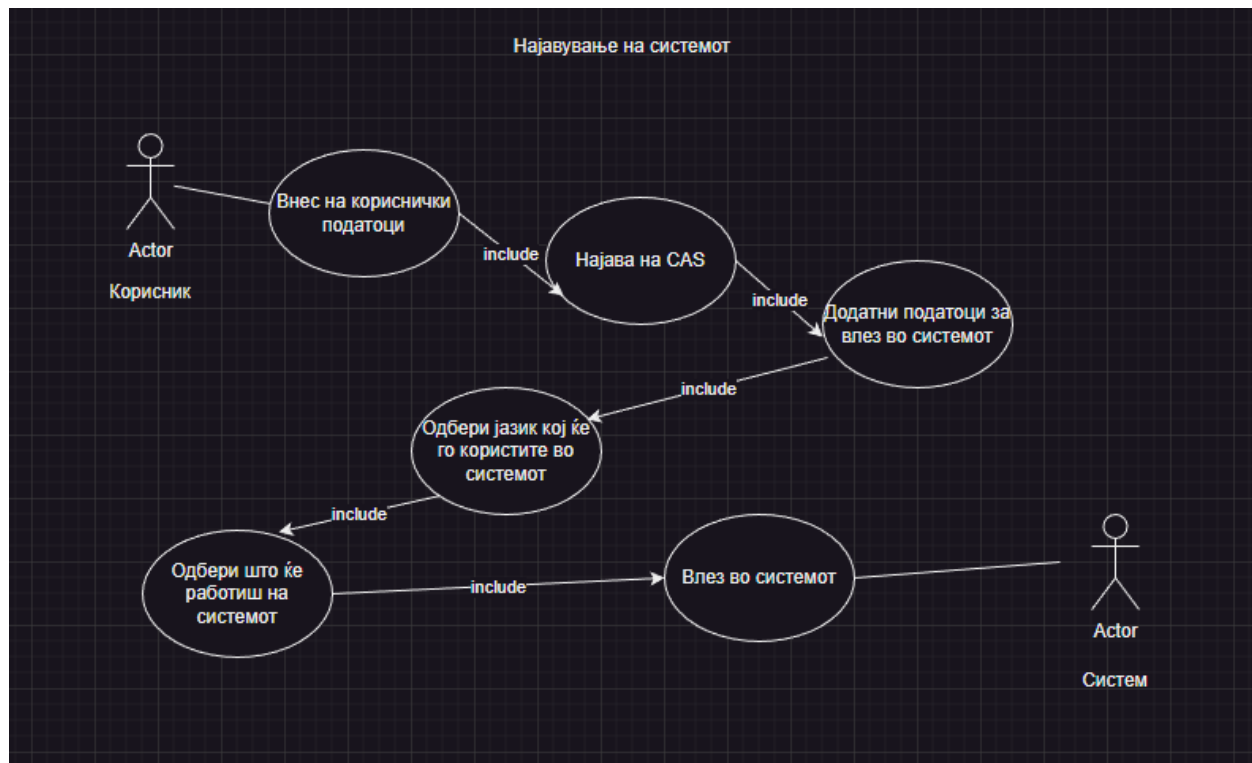 Најавување на системот
Actor
Корисник
Внес на кориснички
податоци
include
Најава на CAS
include
Додатни податоци за
влез во системот
include
Одбери јазик кој ќе
го користите во
системот
include
Одбери што ќе
работиш на
системот
include
Влез во системот
Actor
Систем